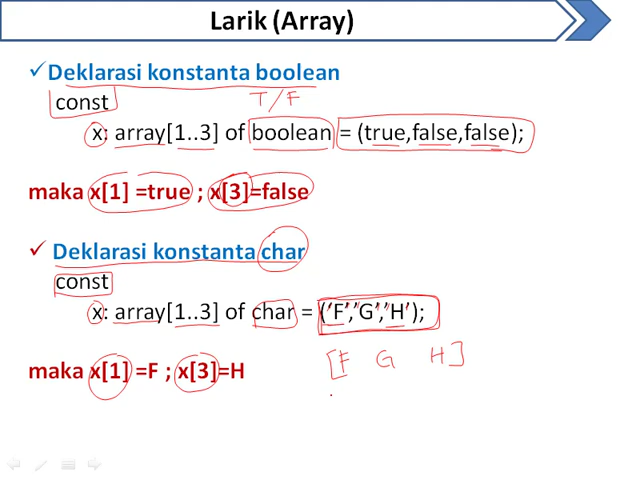 Larik (Array)
✓Deklarasi konstanta boolean
const
T/F
x: array[1..3] of boolean = (true,false,false);
maka x[1] =true ; x[3]=false
✓ Deklarasi konstanta char
const
x: array[1..3] of char = ('F','G','H');
[F G H]
maka x[1] =F ; x[3]=H